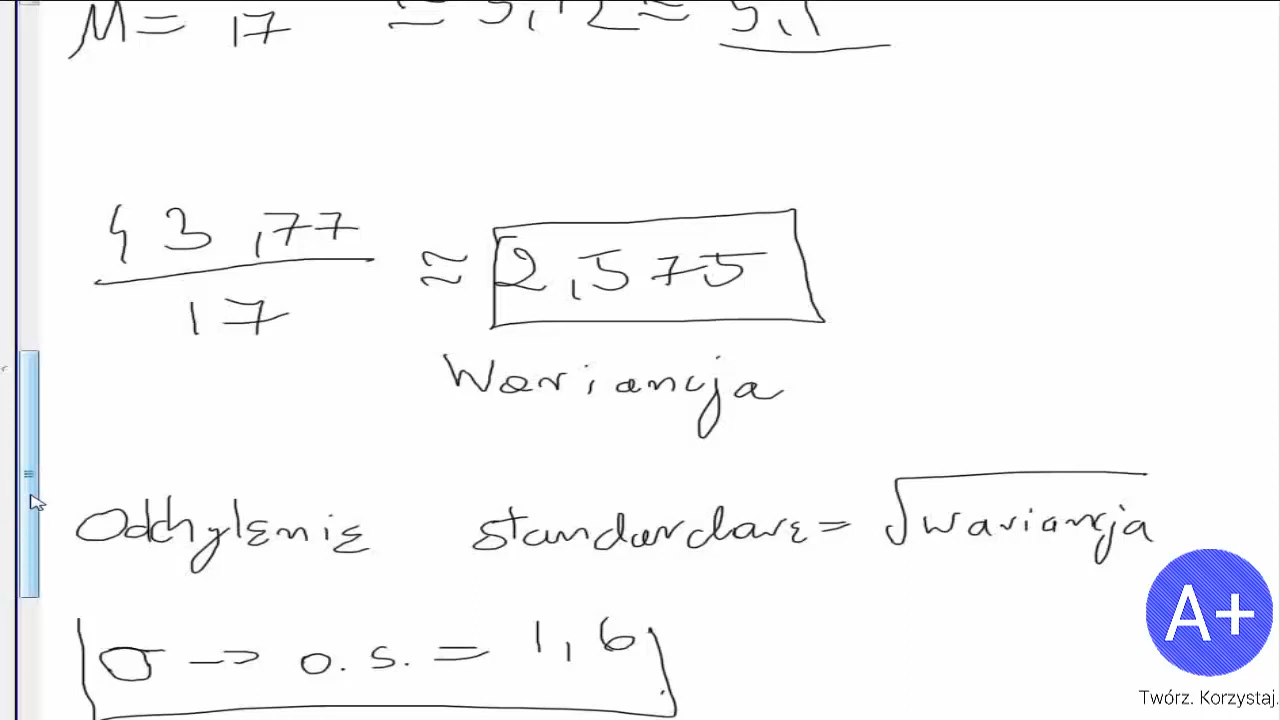 M = 17 ≈ 5,12 ≈ 5,1
43,77
17
≈ 2,575
Wariancja
Odchylenie standardowe = √wariancja
σ → o.s. = 1,6
A+
Twórz. Korzystaj